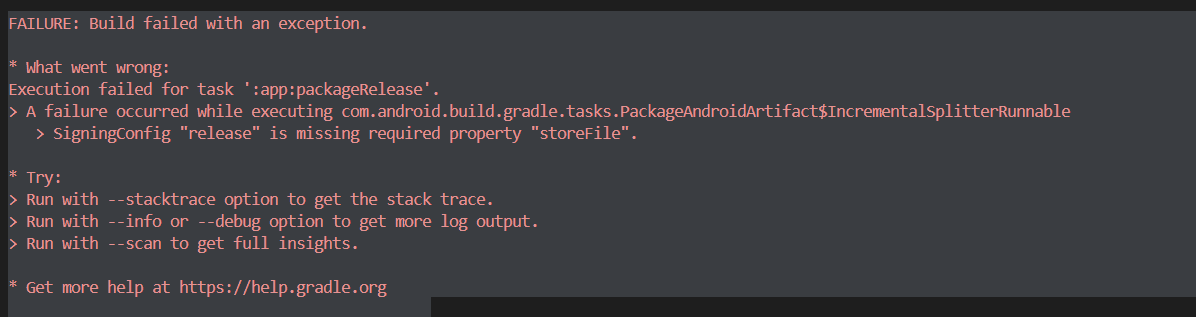 FAILURE: Build failed with an exception.
* What went wrong:
Execution failed for task ':app:packageRelease'.
> A failure occurred while executing com.android.build.gradle.tasks.PackageAndroidArtifact$IncrementalSplitterRunnable
> SigningConfig "release" is missing required property "storeFile".
* Try:
> Run with --stacktrace option to get the stack trace.
> Run with --info or --debug option to get more log output.
> Run with --scan to get full insights.
* Get more help at https://help.gradle.org